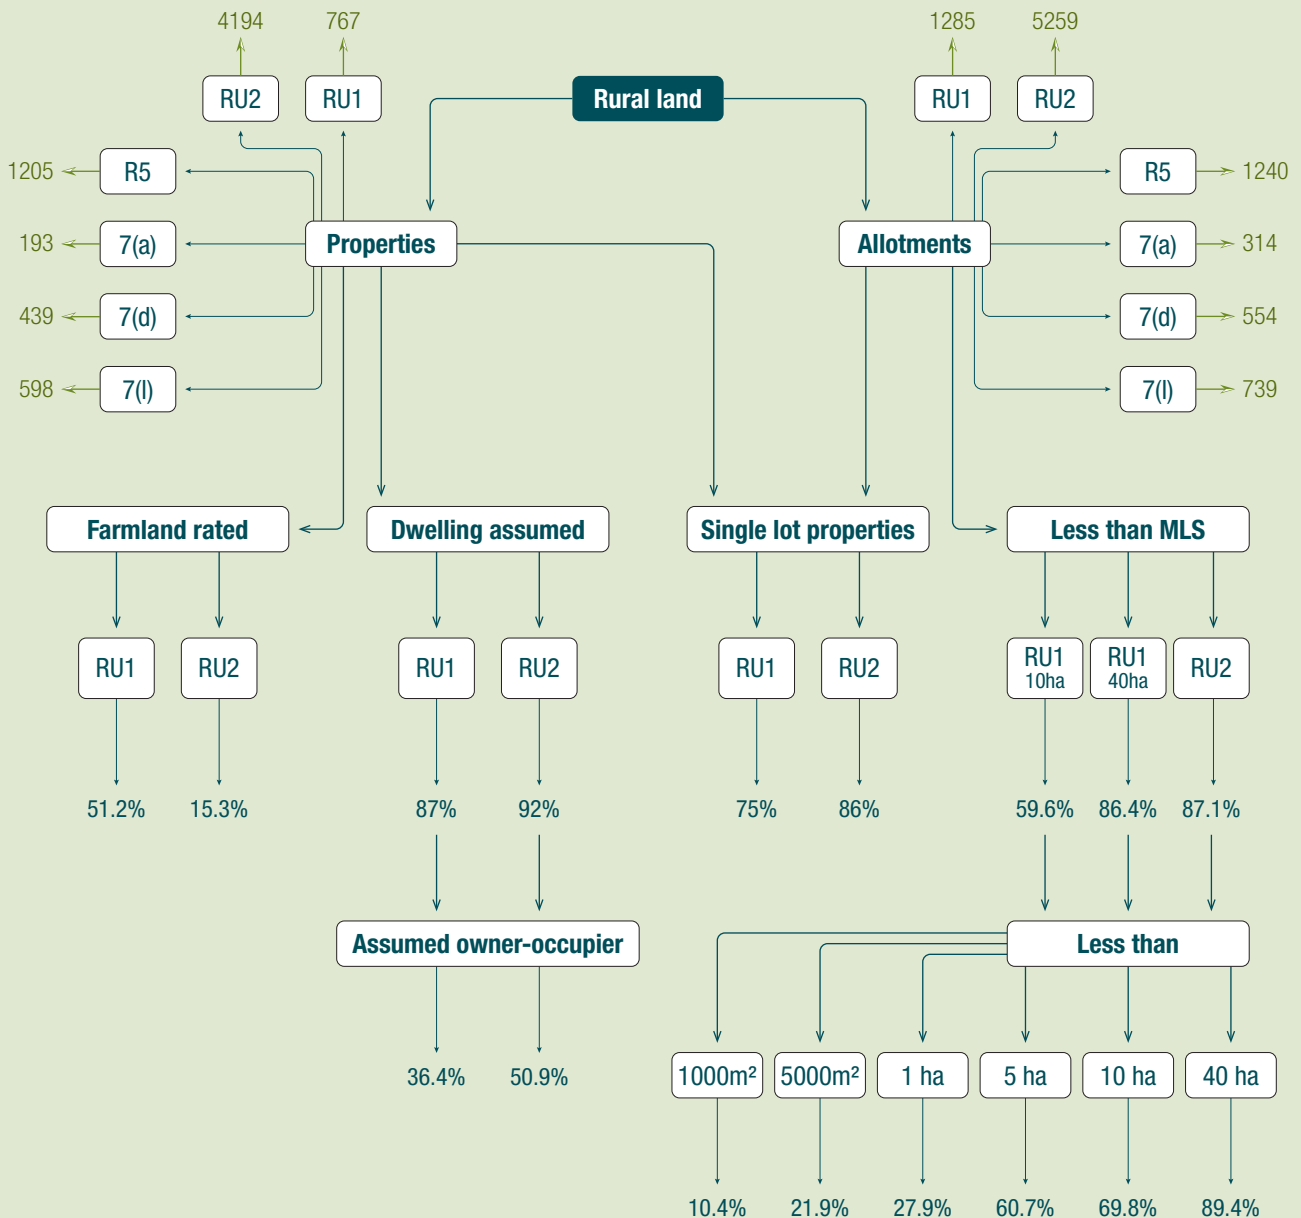 4194 767 1285 5259
RU2 RU1 Rural land RU1 RU2
1205 R5 R5 1240
193 7(a) Properties Allotments 7(a) 314
439 7(d) 7(d) 554
598 7(l) 7(l) 739
Farmland rated Dwelling assumed Single lot properties Less than MLS
RU1 RU2 RU1 RU2 RU1 RU2 RU1 RU1 RU2
10ha 40ha
51.2% 15.3% 87% 92% 75% 86% 59.6% 86.4% 87.1%
Assumed owner-occupier Less than
36.4% 50.9%
1000m² 5000m² 1 ha 5 ha 10 ha 40 ha
10.4% 21.9% 27.9% 60.7% 69.8% 89.4%